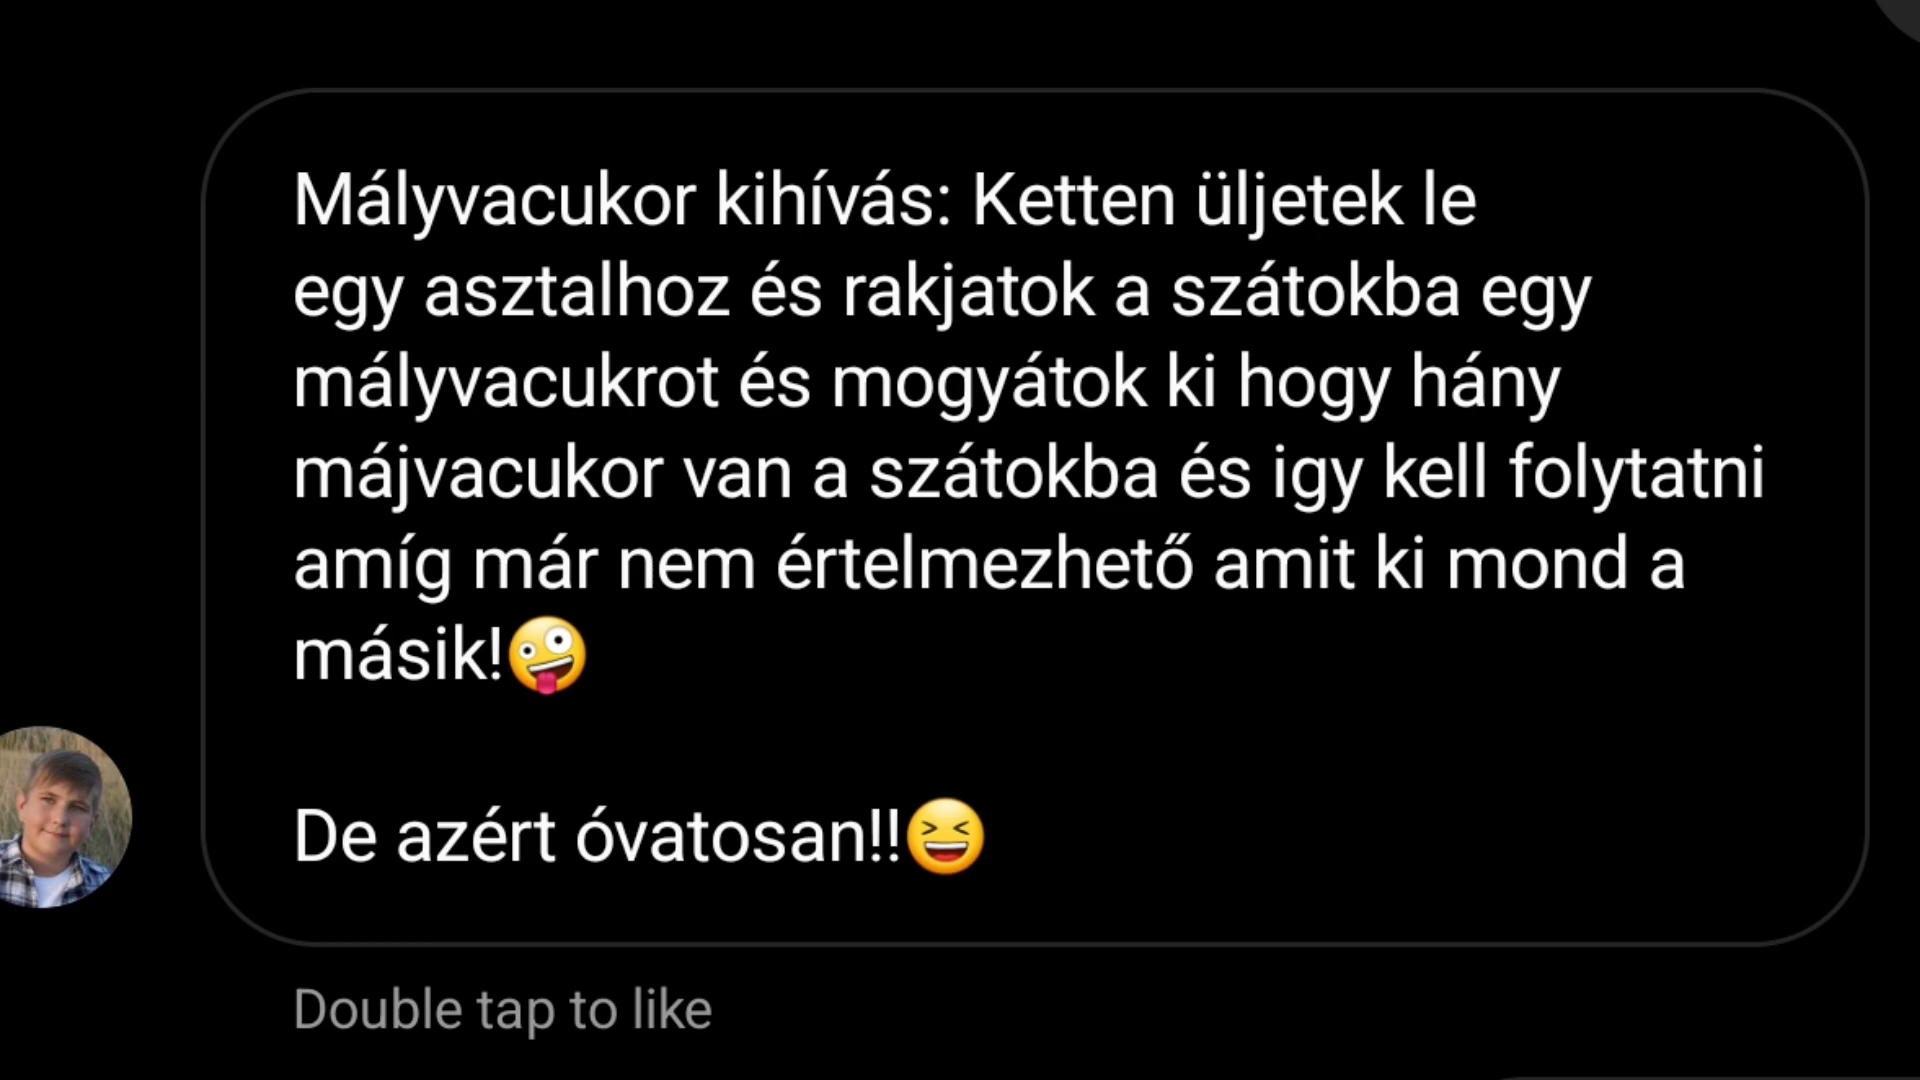 Mályvacukor kihívás: Ketten üljetek le
egy asztalhoz és rakjatok a szátokba egy
mályvacukrot és mogyátok ki hogy hány
májvacukor van a szátokba és igy kell folytatni
amíg már nem értelmezhető amit ki mond a
másik!🤪
De azért óvatosan!!😆
Double tap to like